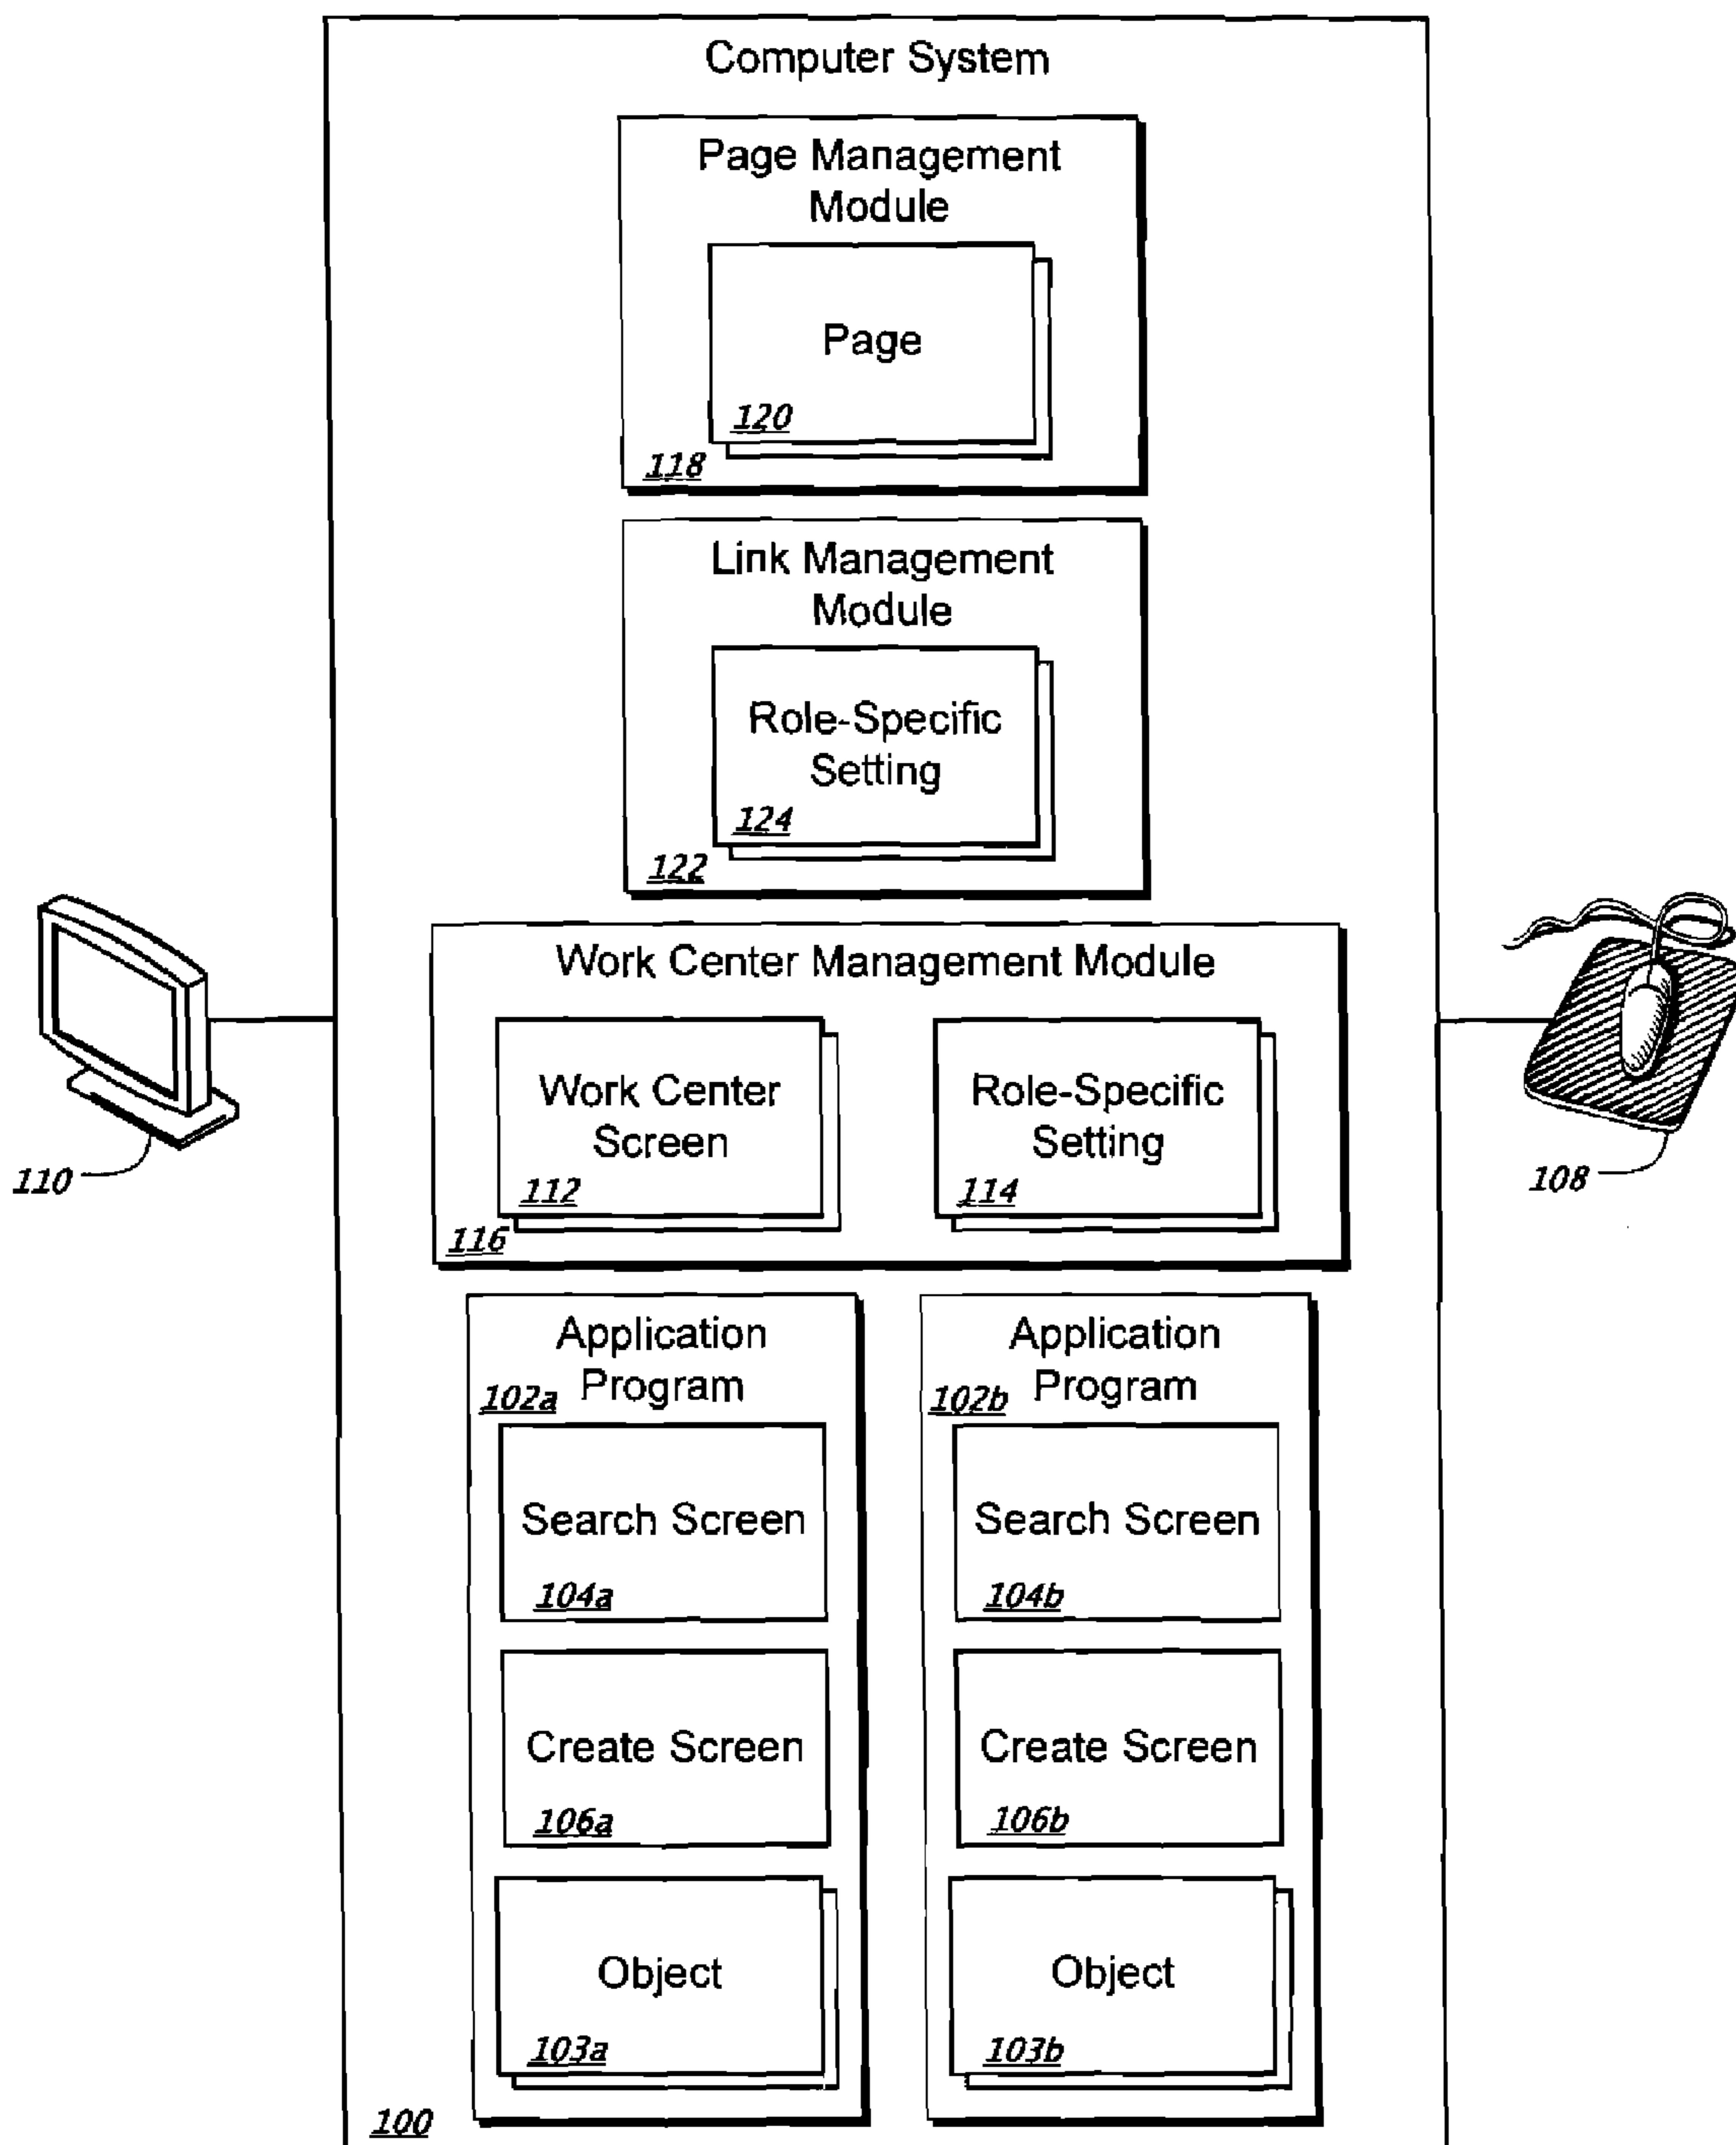 Computer System
Page Management
Module
Page
120
118
Link Management
Module
Role-Specific
Setting
124
122
Work Center Management Module
Work Center
Screen
112
Role-Specific
Setting
114
116
110
108
Application
Program
102a
Search Screen
104a
Create Screen
106a
Object
103a
Application
Program
102b
Search Screen
104b
Create Screen
106b
Object
103b
100